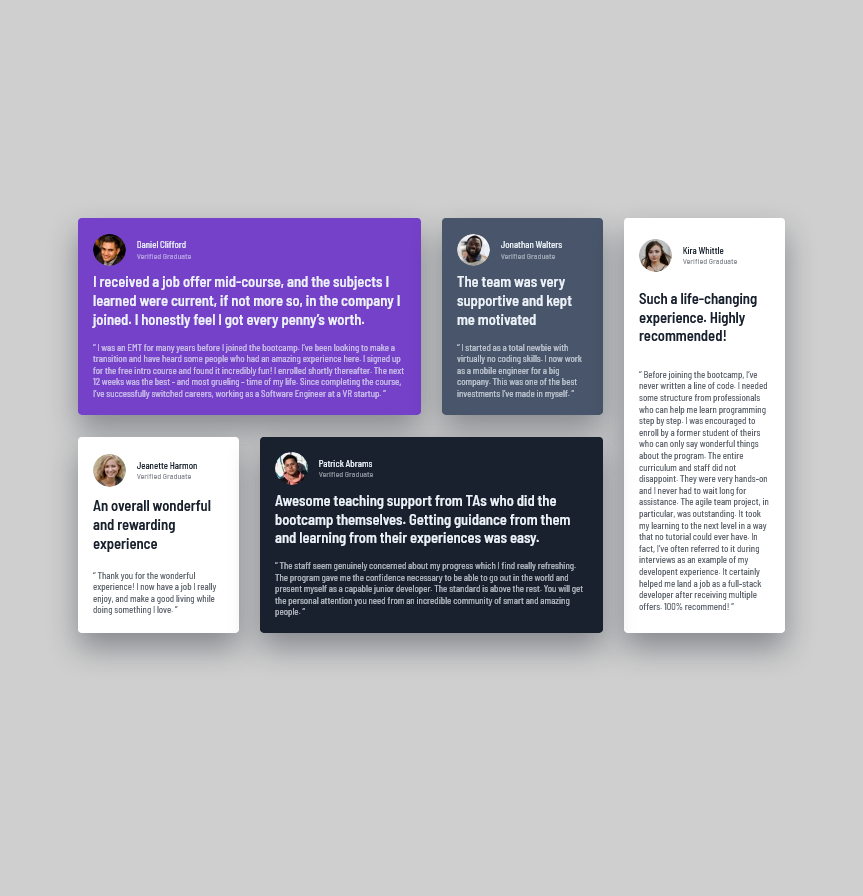 Daniel Clifford
Verified Graduate
I received a job offer mid-course, and the subjects I
learned were current, if not more so, in the company I
joined. I honestly feel I got every penny's worth.
" I was an EMT for many years before I joined the bootcamp. I've been looking to make a
transition and have heard some people who had an amazing experience here. I signed up
for the free intro course and found it incredibly fun! I enrolled shortly thereafter. The next
12 weeks was the best – and most grueling – time of my life. Since completing the course,
I've successfully switched careers, working as a Software Engineer at a VR startup. "
Jonathan Walters
Verified Graduate
The team was very
supportive and kept
me motivated
" I started as a total newbie with
virtually no coding skills. I now work
as a mobile engineer for a big
company. This was one of the best
investments I've made in myself. "
Kira Whittle
Verified Graduate
Such a life-changing
experience. Highly
recommended!
" Before joining the bootcamp, I've
never written a line of code. I needed
some structure from professionals
who can help me learn programming
step by step. I was encouraged to
enroll by a former student of theirs
who can only say wonderful things
about the program. The entire
curriculum and staff did not
disappoint. They were very hands-on
and I never had to wait long for
assistance. The agile team project, in
particular, was outstanding. It took
my learning to the next level in a way
that no tutorial could ever have. In
fact, I've often referred to it during
interviews as an example of my
developent experience. It certainly
helped me land a job as a full-stack
developer after receiving multiple
offers. 100% recommend! "
Jeanette Harmon
Verified Graduate
An overall wonderful
and rewarding
experience
" Thank you for the wonderful
experience! I now have a job I really
enjoy, and make a good living while
doing something I love. "
Patrick Abrams
Verified Graduate
Awesome teaching support from TAs who did the
bootcamp themselves. Getting guidance from them
and learning from their experiences was easy.
" The staff seem genuinely concerned about my progress which I find really refreshing.
The program gave me the confidence necessary to be able to go out in the world and
present myself as a capable junior developer. The standard is above the rest. You will get
the personal attention you need from an incredible community of smart and amazing
people. "